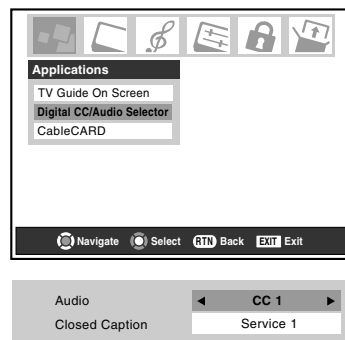 Applications
TV Guide On Screen
Digital CC/Audio Selector
CableCARD
Navigate Select RTN Back EXIT Exit
Audio ◀ CC 1 ▶
Closed Caption Service 1